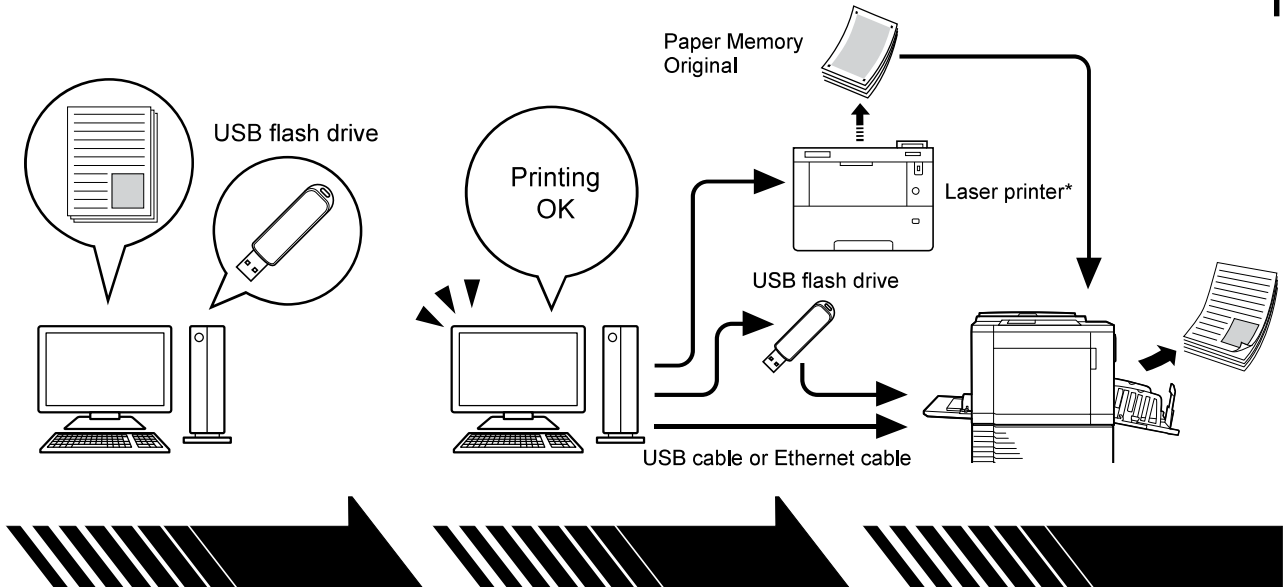 Paper Memory
Original
USB flash drive
Printing
OK
Laser printer*
USB flash drive
USB cable or Ethernet cable